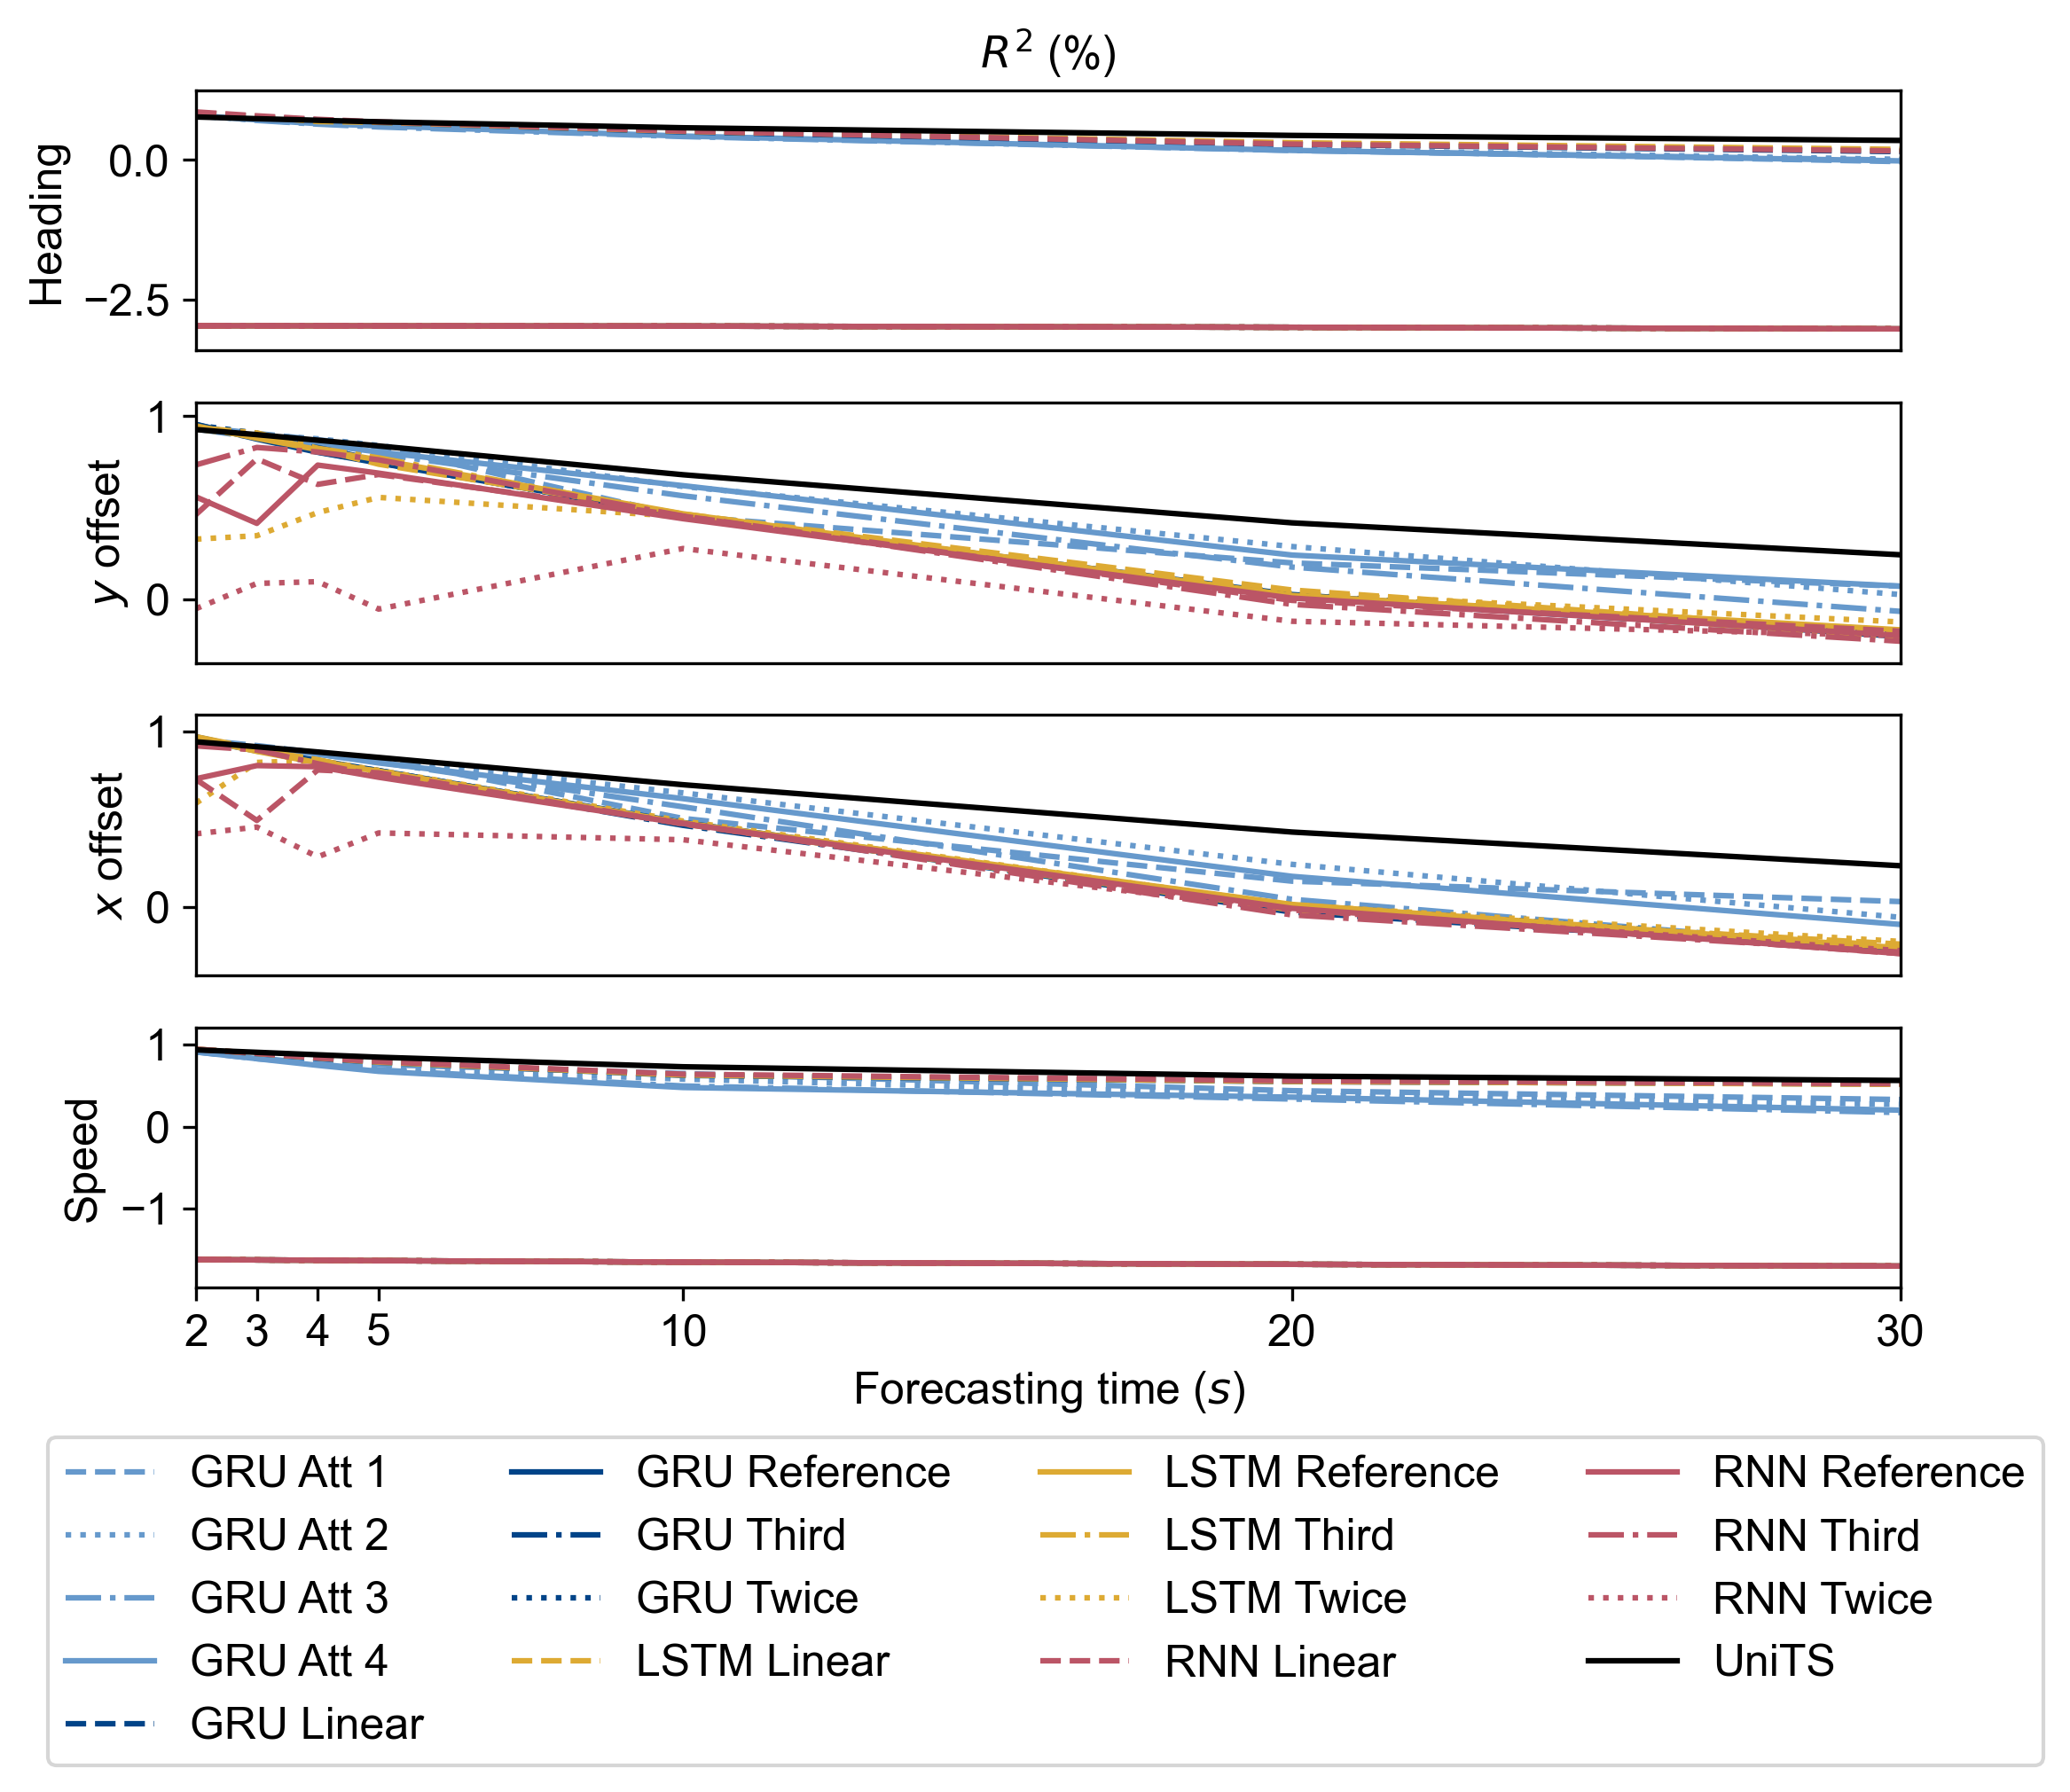 R² (%)
Heading
0.0
−2.5
y offset
1
0
x offset
1
0
Speed
1
0
−1
2 3 4 5 10 20 30
Forecasting time (s)
GRU Att 1 GRU Reference LSTM Reference RNN Reference
GRU Att 2 GRU Third LSTM Third RNN Third
GRU Att 3 GRU Twice LSTM Twice RNN Twice
GRU Att 4 LSTM Linear RNN Linear UniTS
GRU Linear